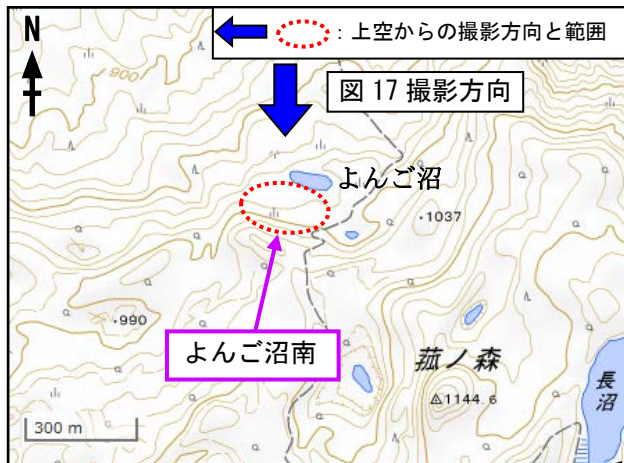 N
：上空からの撮影方向と範囲
900
図 17 撮影方向
よんご沼
・1037
・990
よんご沼南
菰ノ森
△1144.6
長沼
300 m